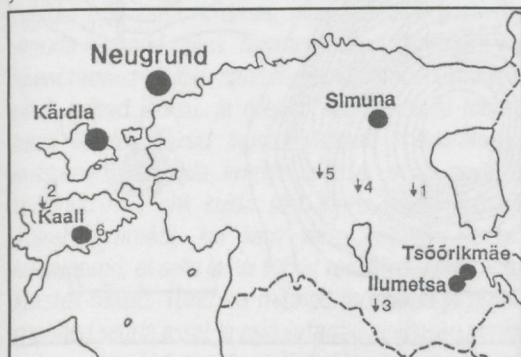 Neugrund
Kärdla
Simuna
5
4
1
2
Kaali
6
Tsõõrikmäe
Ilumetsa
3